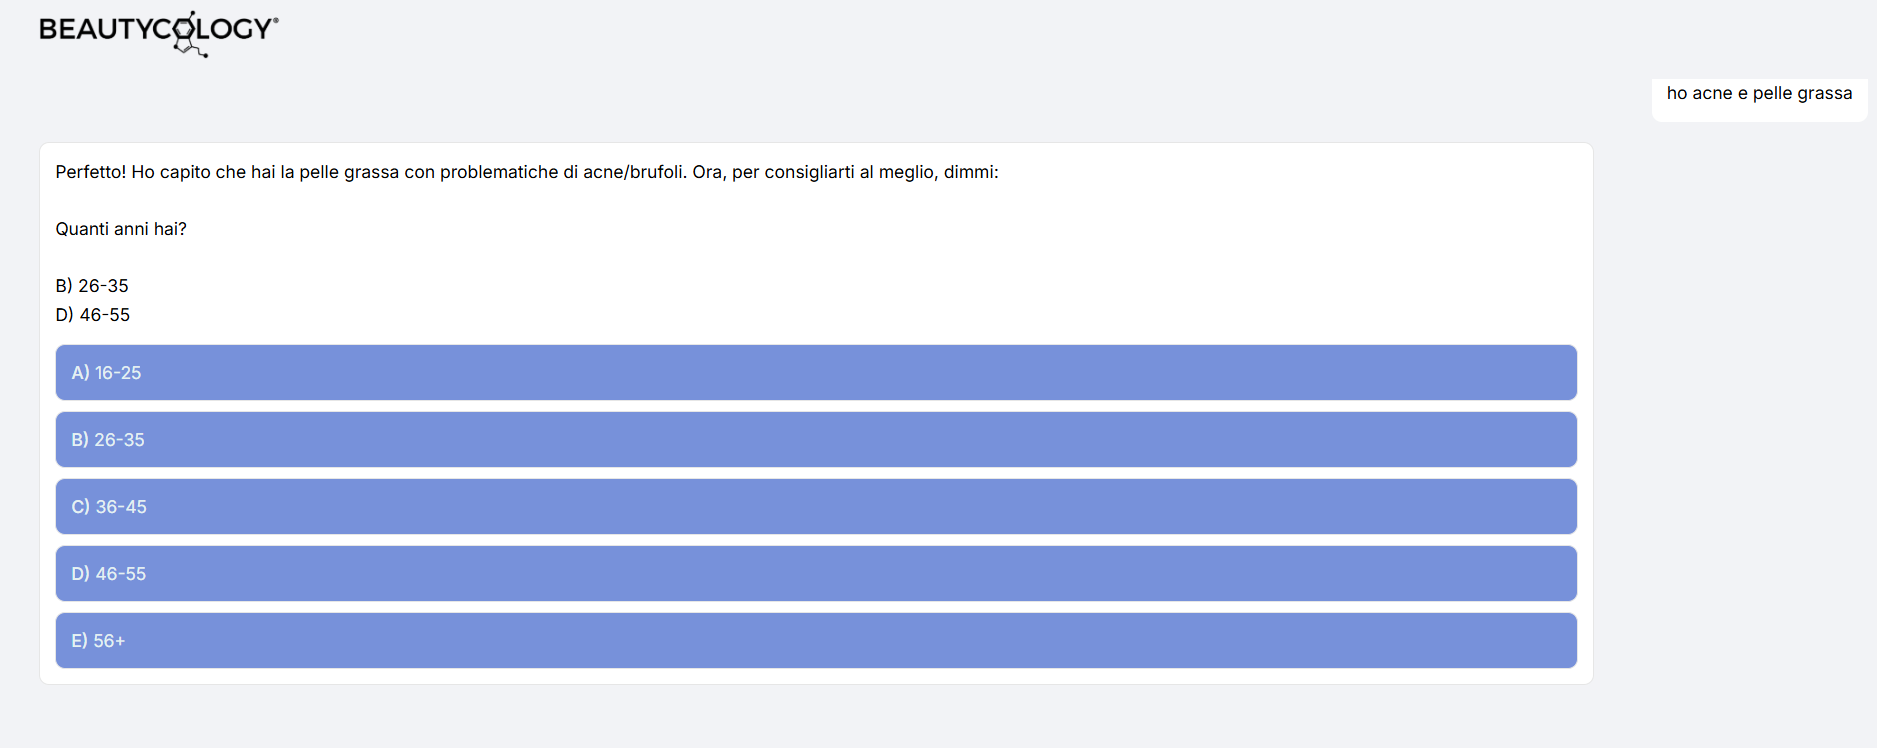 BEAUTYCOLOGY®
ho acne e pelle grassa
Perfetto! Ho capito che hai la pelle grassa con problematiche di acne/brufoli. Ora, per consigliarti al meglio, dimmi:
Quanti anni hai?
B) 26-35
D) 46-55
A) 16-25
B) 26-35
C) 36-45
D) 46-55
E) 56+